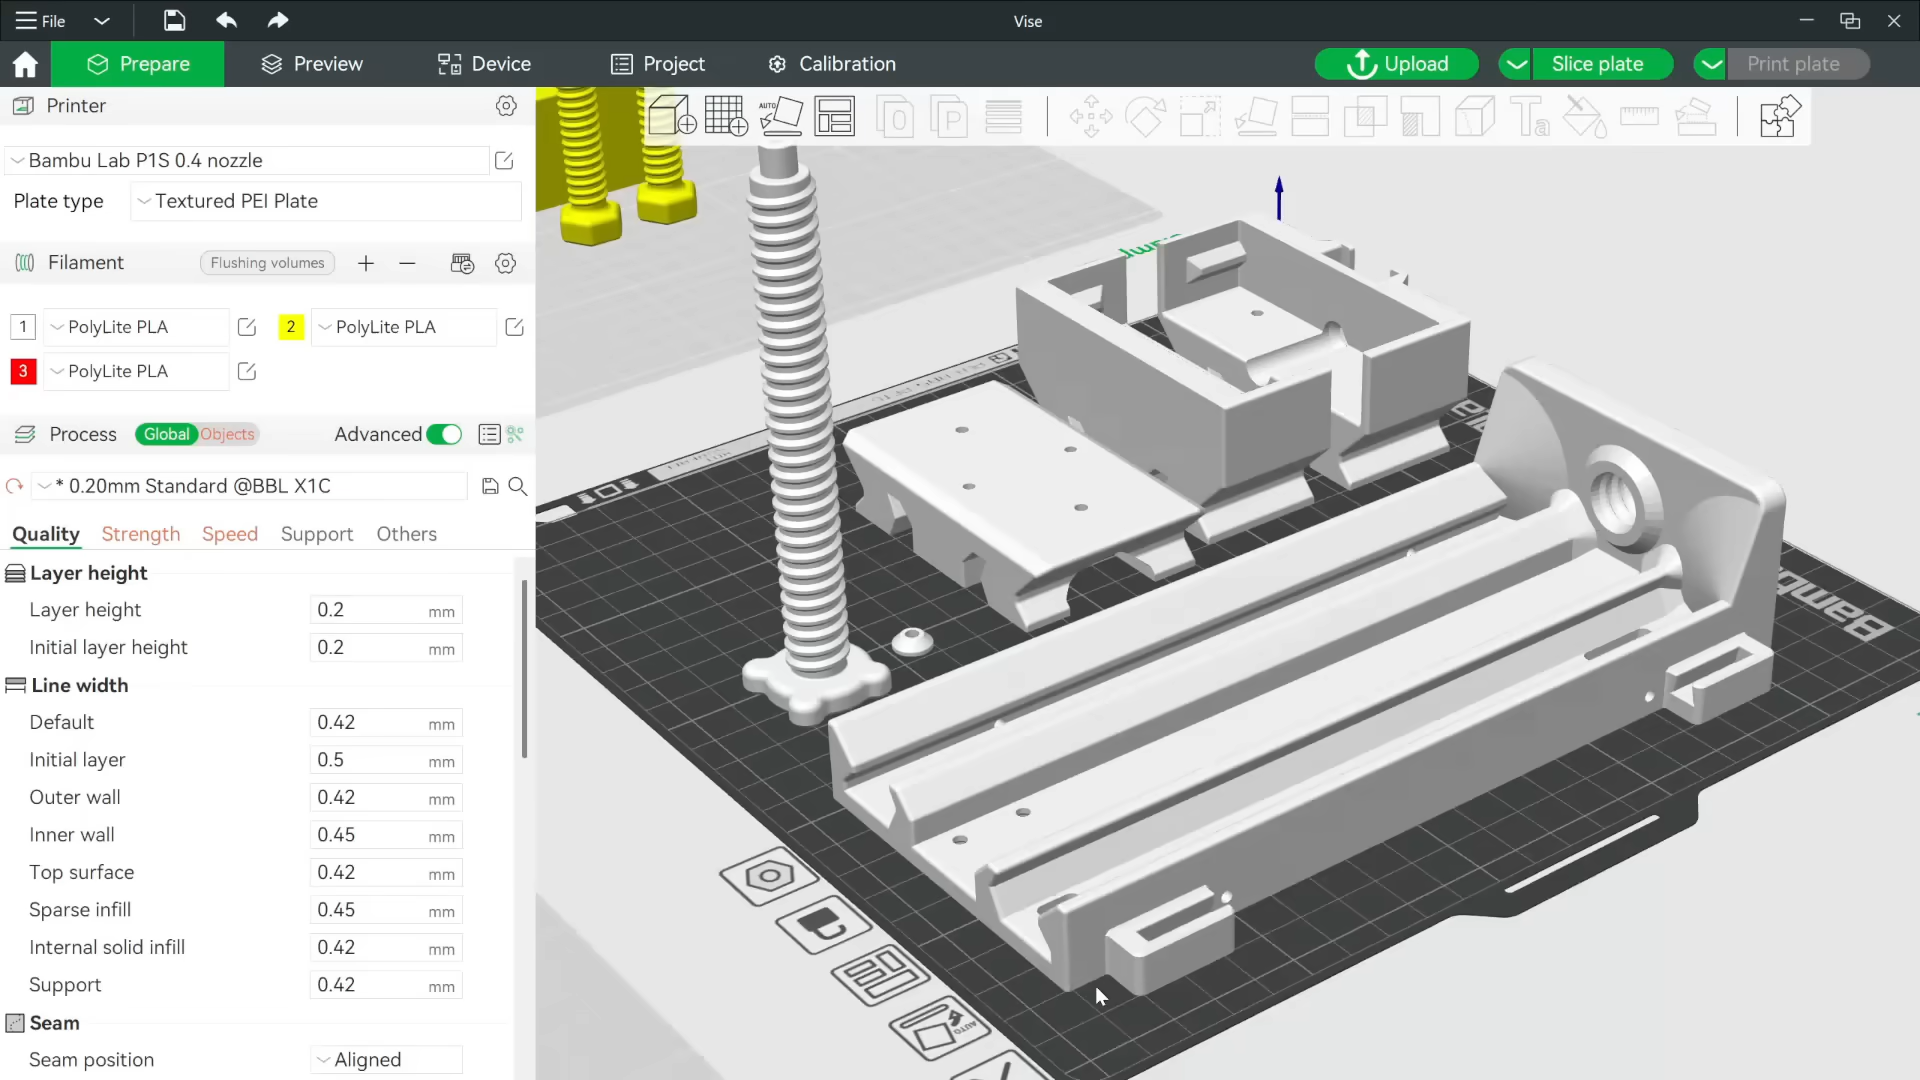 File
Vise
Prepare
Preview
Device
Project
Calibration
Upload
Slice plate
Print plate
Printer
Bambu Lab P1S 0.4 nozzle
Plate type
Textured PEI Plate
Filament
Flushing volumes
1
PolyLite PLA
2
PolyLite PLA
3
PolyLite PLA
Process
Global
Objects
Advanced
* 0.20mm Standard @BBL X1C
Quality
Strength
Speed
Support
Others
Layer height
Layer height
0.2 mm
Initial layer height
0.2 mm
Line width
Default
0.42 mm
Initial layer
0.5 mm
Outer wall
0.42 mm
Inner wall
0.45 mm
Top surface
0.42 mm
Sparse infill
0.45 mm
Internal solid infill
0.42 mm
Support
0.42 mm
Seam
Seam position
Aligned
AUTO
O
P
Ta
AUTO